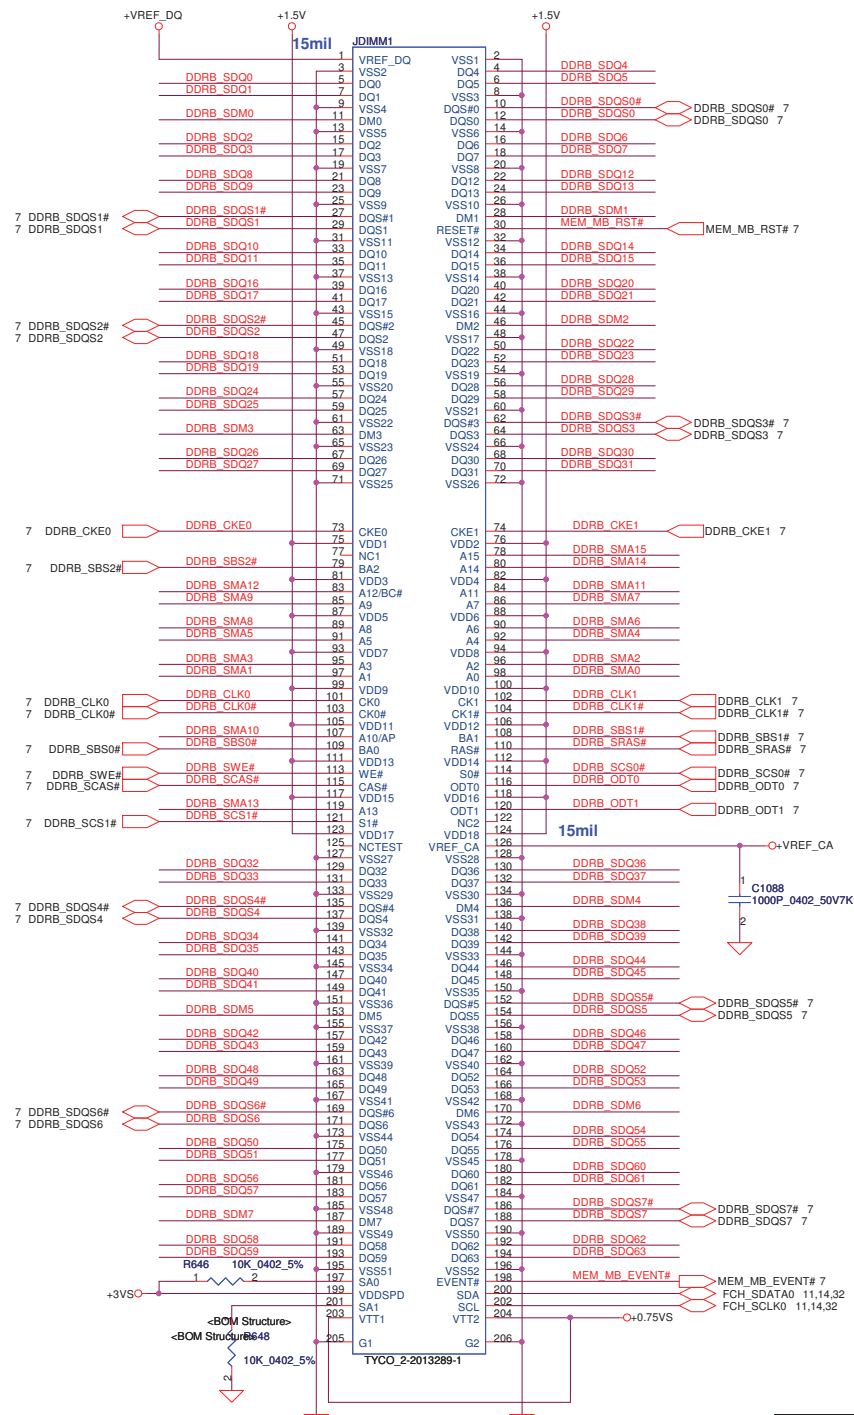 +VREF_DQ +1.5V +1.5V
15mil JDIMM1
1 VREF_DQ VSS1 2
3 VSS2 DQ4 4 DDRB_SDQ4
DDRB_SDQ0 5 DQ0 DQ5 6 DDRB_SDQ5
DDRB_SDQ1 7 DQ1 VSS3 8
9 VSS4 DQS#0 10 DDRB_SDQS0# DDRB_SDQS0# 7
DDRB_SDM0 11 DM0 DQS0 12 DDRB_SDQS0 DDRB_SDQS0 7
13 VSS5 VSS6 14
DDRB_SDQ2 15 DQ2 DQ6 16 DDRB_SDQ6
DDRB_SDQ3 17 DQ3 DQ7 18 DDRB_SDQ7
19 VSS7 VSS8 20
DDRB_SDQ8 21 DQ8 DQ12 22 DDRB_SDQ12
DDRB_SDQ9 23 DQ9 DQ13 24 DDRB_SDQ13
25 VSS9 VSS10 26
7 DDRB_SDQS1# DDRB_SDQS1# 27 DQS#1 DM1 28 DDRB_SDM1
7 DDRB_SDQS1 DDRB_SDQS1 29 DQS1 RESET# 30 MEM_MB_RST# MEM_MB_RST# 7
31 VSS11 VSS12 32
DDRB_SDQ10 33 DQ10 DQ14 34 DDRB_SDQ14
DDRB_SDQ11 35 DQ11 DQ15 36 DDRB_SDQ15
37 VSS13 VSS14 38
DDRB_SDQ16 39 DQ16 DQ20 40 DDRB_SDQ20
DDRB_SDQ17 41 DQ17 DQ21 42 DDRB_SDQ21
43 VSS15 VSS16 44
7 DDRB_SDQS2# DDRB_SDQS2# 45 DQS#2 DM2 46 DDRB_SDM2
7 DDRB_SDQS2 DDRB_SDQS2 47 DQS2 VSS17 48
49 VSS18 DQ22 50 DDRB_SDQ22
DDRB_SDQ18 51 DQ18 DQ23 52 DDRB_SDQ23
DDRB_SDQ19 53 DQ19 VSS19 54
55 VSS20 DQ28 56 DDRB_SDQ28
DDRB_SDQ24 57 DQ24 DQ29 58 DDRB_SDQ29
DDRB_SDQ25 59 DQ25 VSS21 60
61 VSS22 DQS#3 62 DDRB_SDQS3# DDRB_SDQS3# 7
DDRB_SDM3 63 DM3 DQS3 64 DDRB_SDQS3 DDRB_SDQS3 7
65 VSS23 VSS24 66
DDRB_SDQ26 67 DQ26 DQ30 68 DDRB_SDQ30
DDRB_SDQ27 69 DQ27 DQ31 70 DDRB_SDQ31
71 VSS25 VSS26 72
7 DDRB_CKE0 DDRB_CKE0 73 CKE0 CKE1 74 DDRB_CKE1 DDRB_CKE1 7
75 VDD1 VDD2 76
77 NC1 A15 78 DDRB_SMA15
7 DDRB_SBS2# DDRB_SBS2# 79 BA2 A14 80 DDRB_SMA14
81 VDD3 VDD4 82
DDRB_SMA12 83 A12/BC# A11 84 DDRB_SMA11
DDRB_SMA9 85 A9 A7 86 DDRB_SMA7
87 VDD5 VDD6 88
DDRB_SMA8 89 A8 A6 90 DDRB_SMA6
DDRB_SMA5 91 A5 A4 92 DDRB_SMA4
93 VDD7 VDD8 94
DDRB_SMA3 95 A3 A2 96 DDRB_SMA2
DDRB_SMA1 97 A1 A0 98 DDRB_SMA0
99 VDD9 VDD10 100
7 DDRB_CLK0 DDRB_CLK0 101 CK0 CK1 102 DDRB_CLK1 DDRB_CLK1 7
7 DDRB_CLK0# DDRB_CLK0# 103 CK0# CK1# 104 DDRB_CLK1# DDRB_CLK1# 7
105 VDD11 VDD12 106
DDRB_SMA10 107 A10/AP BA1 108 DDRB_SBS1# DDRB_SBS1# 7
7 DDRB_SBS0# DDRB_SBS0# 109 BA0 RAS# 110 DDRB_SRAS# DDRB_SRAS# 7
111 VDD13 VDD14 112
7 DDRB_SWE# DDRB_SWE# 113 WE# S0# 114 DDRB_SCS0# DDRB_SCS0# 7
7 DDRB_SCAS# DDRB_SCAS# 115 CAS# ODT0 116 DDRB_ODT0 DDRB_ODT0 7
117 VDD15 VDD16 118
DDRB_SMA13 119 A13 ODT1 120 DDRB_ODT1 DDRB_ODT1 7
7 DDRB_SCS1# DDRB_SCS1# 121 S1# NC2 122
123 VDD17 VDD18 124 15mil
125 NCTEST VREF_CA 126 +VREF_CA
127 VSS27 VSS28 128
DDRB_SDQ32 129 DQ32 DQ36 130 DDRB_SDQ36
DDRB_SDQ33 131 DQ33 DQ37 132 DDRB_SDQ37 1
133 VSS29 VSS30 134 C1088
7 DDRB_SDQS4# DDRB_SDQS4# 135 DQS#4 DM4 136 DDRB_SDM4 1000P_0402_50V7K
7 DDRB_SDQS4 DDRB_SDQS4 137 DQS4 VSS31 138 2
139 VSS32 DQ38 140 DDRB_SDQ38
DDRB_SDQ34 141 DQ34 DQ39 142 DDRB_SDQ39
DDRB_SDQ35 143 DQ35 VSS33 144
145 VSS34 DQ44 146 DDRB_SDQ44
DDRB_SDQ40 147 DQ40 DQ45 148 DDRB_SDQ45
DDRB_SDQ41 149 DQ41 VSS35 150
151 VSS36 DQS#5 152 DDRB_SDQS5# DDRB_SDQS5# 7
DDRB_SDM5 153 DM5 DQS5 154 DDRB_SDQS5 DDRB_SDQS5 7
155 VSS37 VSS38 156
DDRB_SDQ42 157 DQ42 DQ46 158 DDRB_SDQ46
DDRB_SDQ43 159 DQ43 DQ47 160 DDRB_SDQ47
161 VSS39 VSS40 162
DDRB_SDQ48 163 DQ48 DQ52 164 DDRB_SDQ52
DDRB_SDQ49 165 DQ49 DQ53 166 DDRB_SDQ53
167 VSS41 VSS42 168
7 DDRB_SDQS6# DDRB_SDQS6# 169 DQS#6 DM6 170 DDRB_SDM6
7 DDRB_SDQS6 DDRB_SDQS6 171 DQS6 VSS43 172
173 VSS44 DQ54 174 DDRB_SDQ54
DDRB_SDQ50 175 DQ50 DQ55 176 DDRB_SDQ55
DDRB_SDQ51 177 DQ51 VSS45 178
179 VSS46 DQ60 180 DDRB_SDQ60
DDRB_SDQ56 181 DQ56 DQ61 182 DDRB_SDQ61
DDRB_SDQ57 183 DQ57 VSS47 184
185 VSS48 DQS#7 186 DDRB_SDQS7# DDRB_SDQS7# 7
DDRB_SDM7 187 DM7 DQS7 188 DDRB_SDQS7 DDRB_SDQS7 7
189 VSS49 VSS50 190
DDRB_SDQ58 191 DQ58 DQ62 192 DDRB_SDQ62
DDRB_SDQ59 193 DQ59 DQ63 194 DDRB_SDQ63
R646 10K_0402_5% 195 VSS51 VSS52 196
1 2 197 SA0 EVENT# 198 MEM_MB_EVENT# MEM_MB_EVENT# 7
+3VS 199 VDDSPD SDA 200 FCH_SDATA0 11,14,32
201 SA1 SCL 202 FCH_SCLK0 11,14,32
<BOM Structure> 203 VTT1 VTT2 204 +0.75VS
<BOM Structure> R648 205 G1 G2 206
10K_0402_5% TYCO_2-2013289-1
2